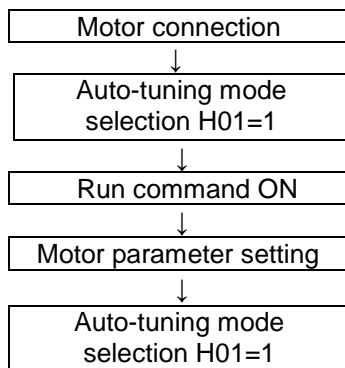 Motor connection
↓
Auto-tuning mode
selection H01=1
↓
Run command ON
↓
Motor parameter setting
↓
Auto-tuning mode
selection H01=1